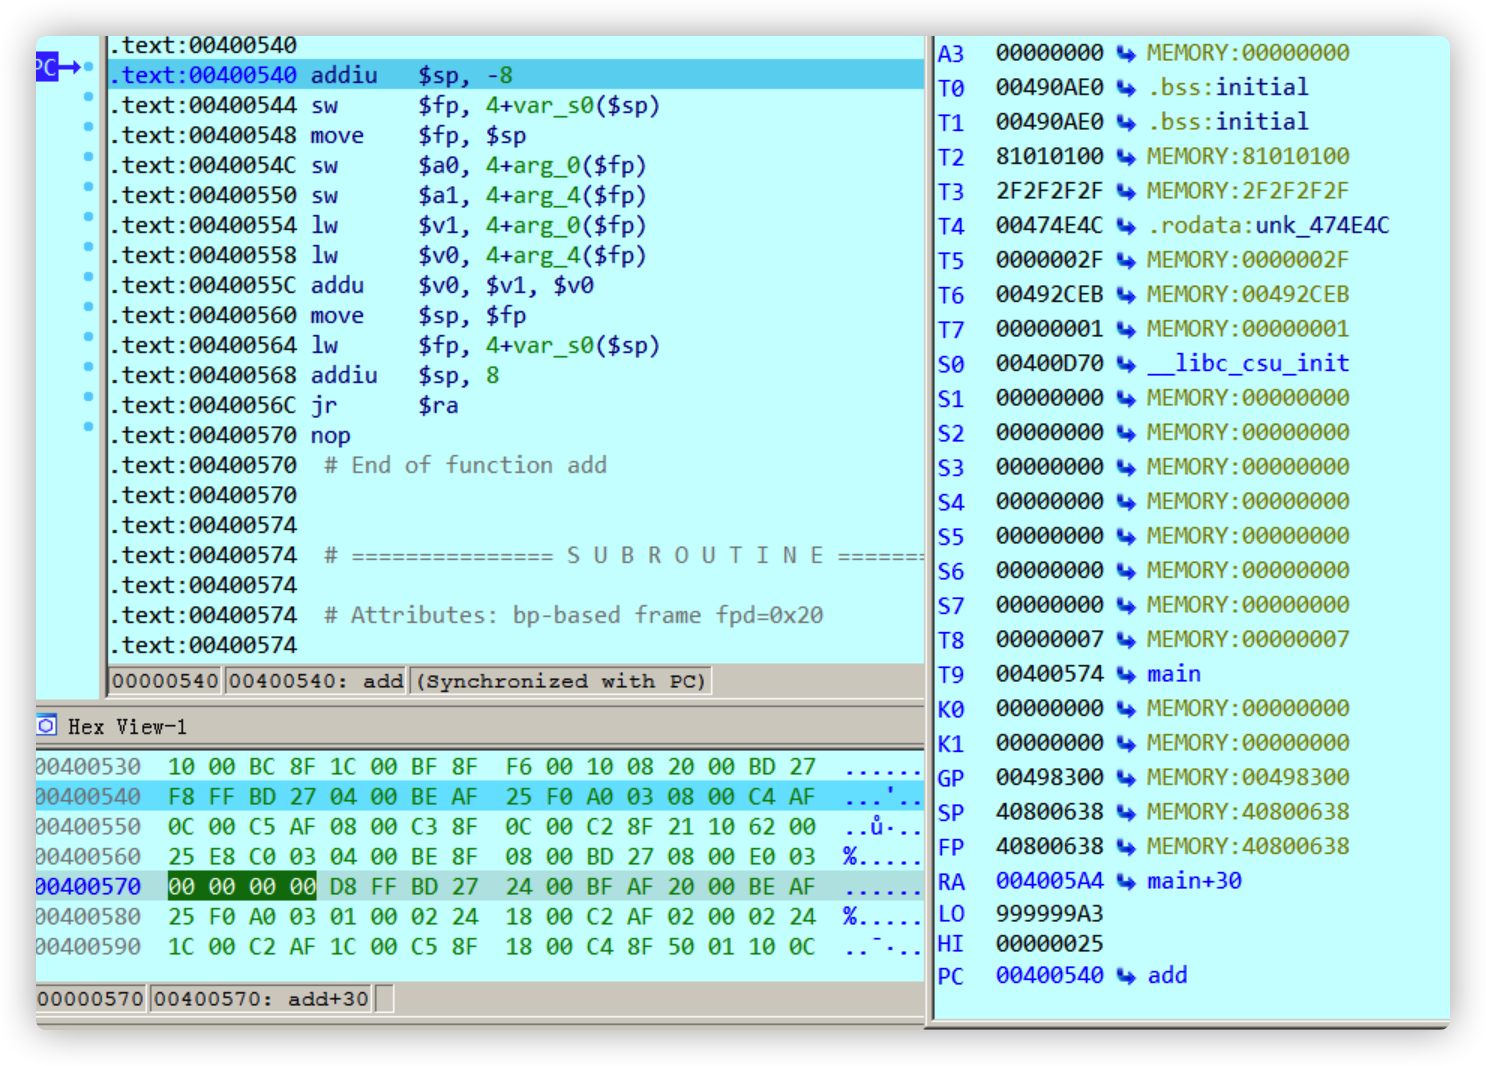 .text:00400540
PC .text:00400540 addiu $sp, -8
.text:00400544 sw $fp, 4+var_s0($sp)
.text:00400548 move $fp, $sp
.text:0040054C sw $a0, 4+arg_0($fp)
.text:00400550 sw $a1, 4+arg_4($fp)
.text:00400554 lw $v1, 4+arg_0($fp)
.text:00400558 lw $v0, 4+arg_4($fp)
.text:0040055C addu $v0, $v1, $v0
.text:00400560 move $sp, $fp
.text:00400564 lw $fp, 4+var_s0($sp)
.text:00400568 addiu $sp, 8
.text:0040056C jr $ra
.text:00400570 nop
.text:00400570 # End of function add
.text:00400570
.text:00400574
.text:00400574 # =============== S U B R O U T I N E =======
.text:00400574
.text:00400574 # Attributes: bp-based frame fpd=0x20
.text:00400574
00000540 00400540: add (Synchronized with PC)
Hex View-1
00400530 10 00 BC 8F 1C 00 BF 8F F6 00 10 08 20 00 BD 27 ......
00400540 F8 FF BD 27 04 00 BE AF 25 F0 A0 03 08 00 C4 AF ...'..
00400550 0C 00 C5 AF 08 00 C3 8F 0C 00 C2 8F 21 10 62 00 ..ů·..
00400560 25 E8 C0 03 04 00 BE 8F 08 00 BD 27 08 00 E0 03 %.....
00400570 00 00 00 00 D8 FF BD 27 24 00 BF AF 20 00 BE AF ......
00400580 25 F0 A0 03 01 00 02 24 18 00 C2 AF 02 00 02 24 %.....
00400590 1C 00 C2 AF 1C 00 C5 8F 18 00 C4 8F 50 01 10 0C ..¯·..
00000570 00400570: add+30
A3 00000000 MEMORY:00000000
T0 00490AE0 .bss:initial
T1 00490AE0 .bss:initial
T2 81010100 MEMORY:81010100
T3 2F2F2F2F MEMORY:2F2F2F2F
T4 00474E4C .rodata:unk_474E4C
T5 0000002F MEMORY:0000002F
T6 00492CEB MEMORY:00492CEB
T7 00000001 MEMORY:00000001
S0 00400D70 __libc_csu_init
S1 00000000 MEMORY:00000000
S2 00000000 MEMORY:00000000
S3 00000000 MEMORY:00000000
S4 00000000 MEMORY:00000000
S5 00000000 MEMORY:00000000
S6 00000000 MEMORY:00000000
S7 00000000 MEMORY:00000000
T8 00000007 MEMORY:00000007
T9 00400574 main
K0 00000000 MEMORY:00000000
K1 00000000 MEMORY:00000000
GP 00498300 MEMORY:00498300
SP 40800638 MEMORY:40800638
FP 40800638 MEMORY:40800638
RA 004005A4 main+30
LO 999999A3
HI 00000025
PC 00400540 add